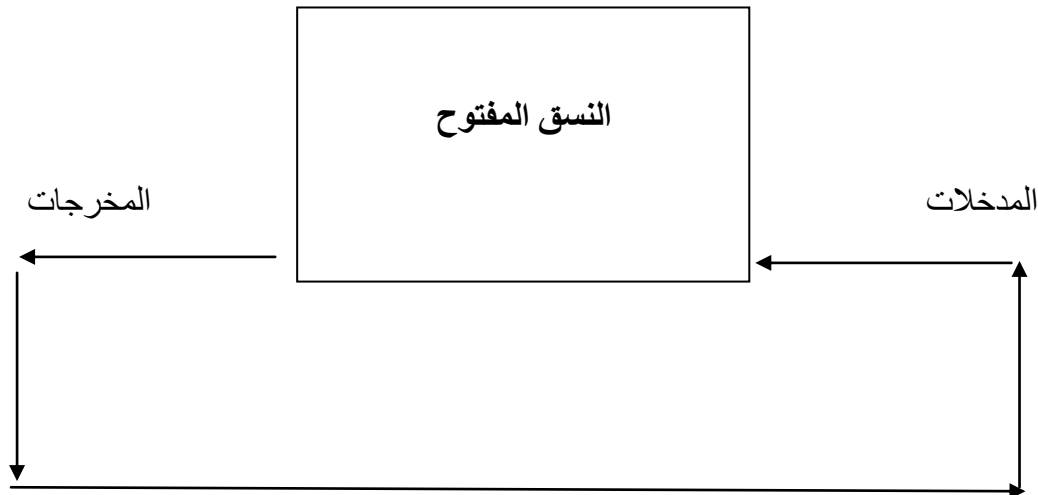 النسق المفتوح
المدخلات
المخرجات